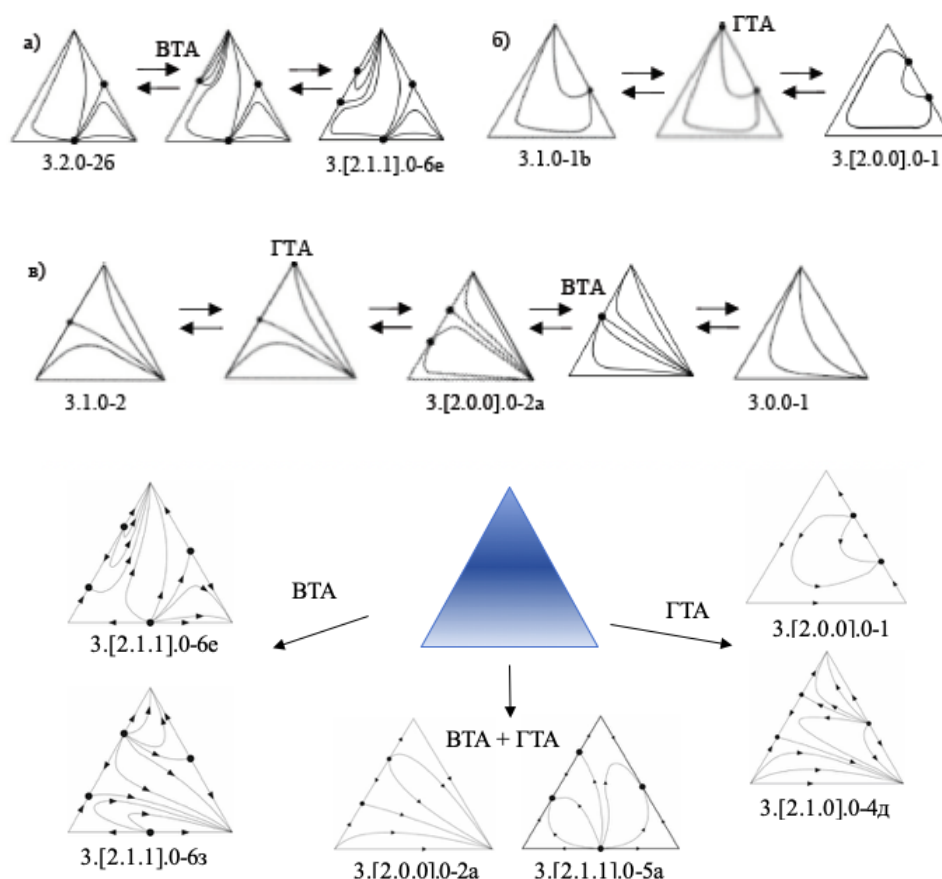 а)
ВТА
3.2.0-2б
3.[2.1.1].0-6е
б)
ГТА
3.1.0-1b
3.[2.0.0].0-1
в)
ГТА
ВТА
3.1.0-2
3.[2.0.0].0-2а
3.0.0-1
ВТА
ГТА
ВТА + ГТА
3.[2.1.1].0-6е
3.[2.0.0].0-1
3.[2.1.1].0-6з
3.[2.0.0].0-2а
3.[2.1.1].0-5а
3.[2.1.0].0-4д